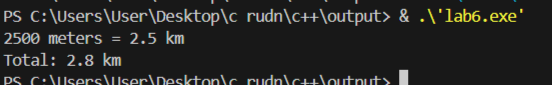 PS C:\Users\User\Desktop\c rudn\c++\output> & .\'lab6.exe'
2500 meters = 2.5 km
Total: 2.8 km
PS C:\Users\User\Desktop\c rudn\c++\output>